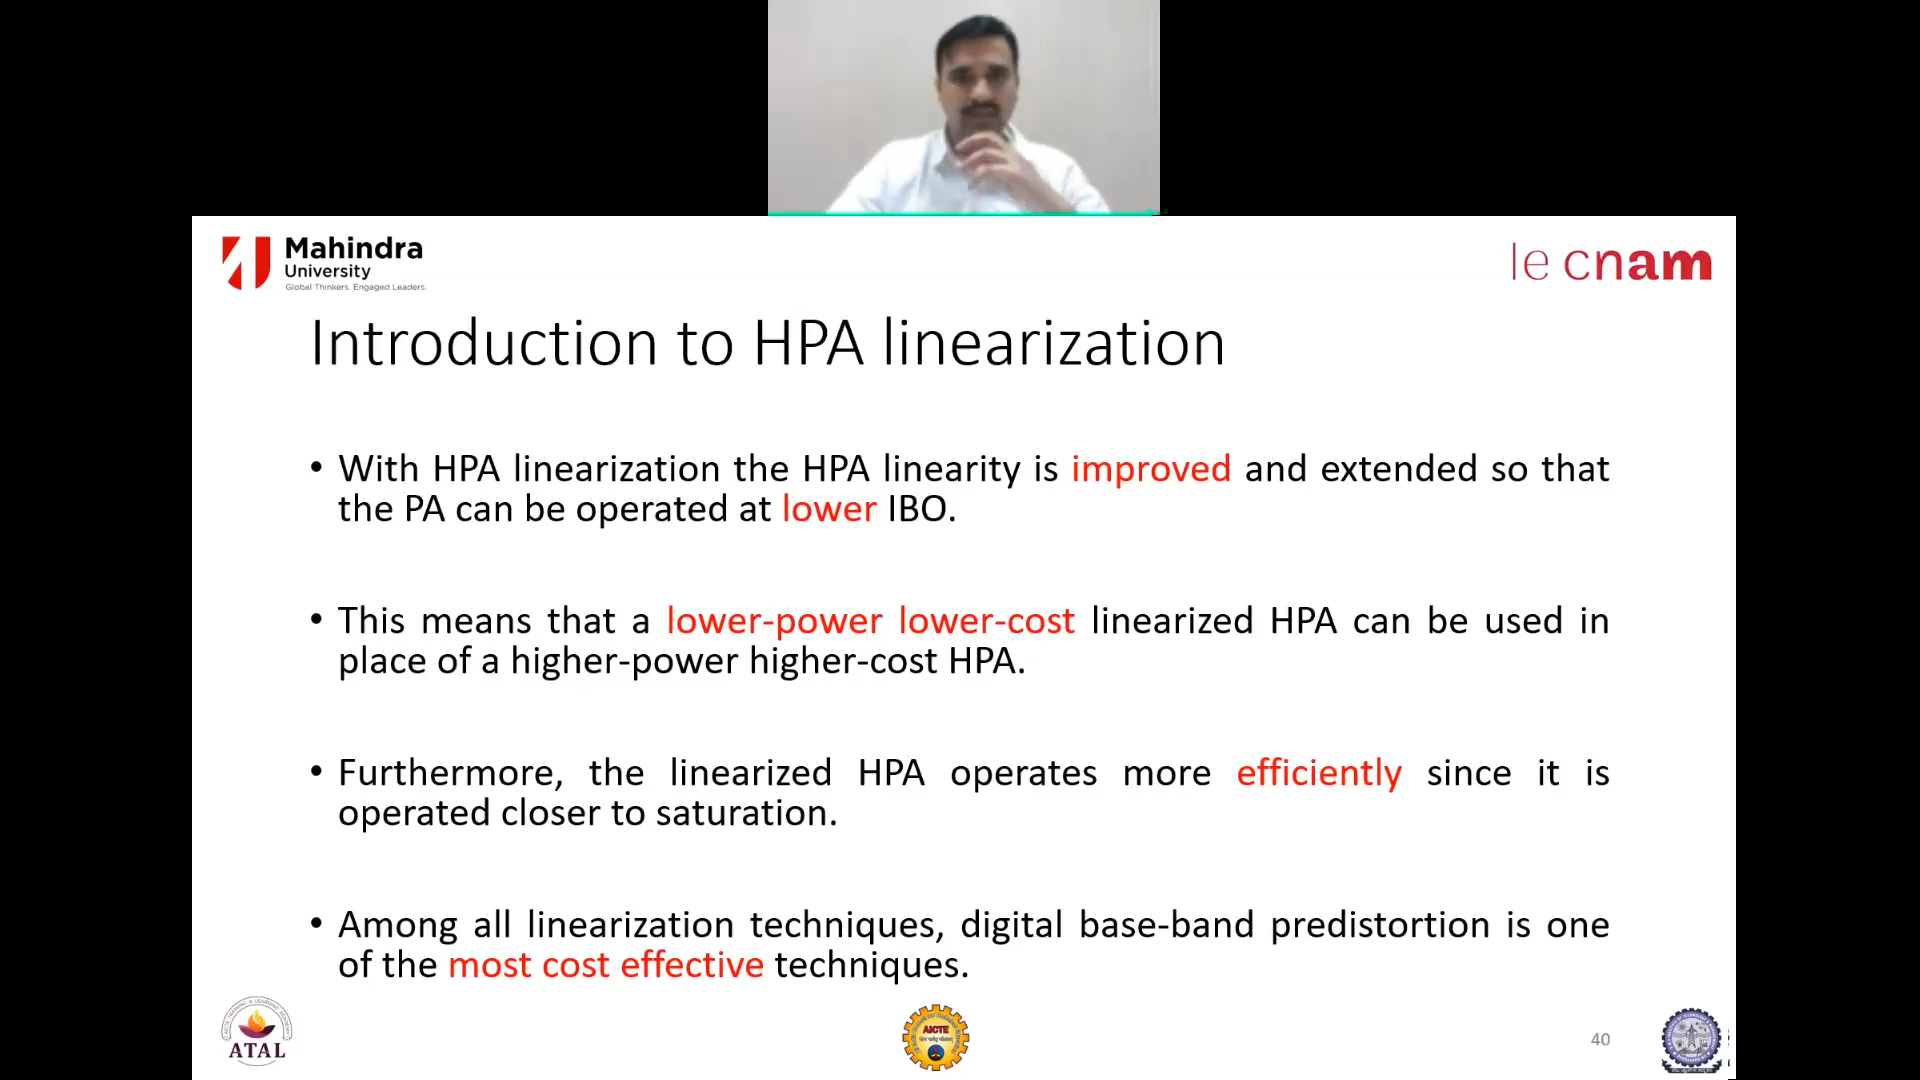 Mahindra
University
Global Thinkers. Engaged Leaders.
le cnam
Introduction to HPA linearization
• With HPA linearization the HPA linearity is improved and extended so that
the PA can be operated at lower IBO.
• This means that a lower-power lower-cost linearized HPA can be used in
place of a higher-power higher-cost HPA.
• Furthermore, the linearized HPA operates more efficiently since it is
operated closer to saturation.
• Among all linearization techniques, digital base-band predistortion is one
of the most cost effective techniques.
ATAL
AICTE
40